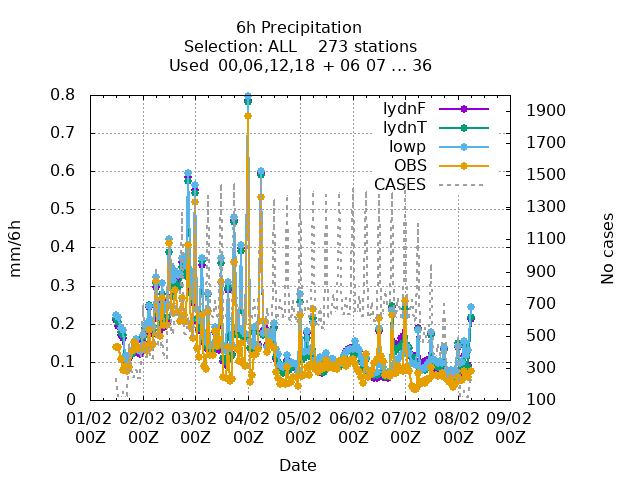 6h Precipitation
Selection: ALL    273 stations
Used  00,06,12,18 + 06 07 ... 36
lydnF
lydnT
lowp
OBS
CASES
mm/6h
0.8
0.7
0.6
0.5
0.4
0.3
0.2
0.1
0
No cases
1900
1700
1500
1300
1100
900
700
500
300
100
01/02 02/02 03/02 04/02 05/02 06/02 07/02 08/02 09/02
00Z 00Z 00Z 00Z 00Z 00Z 00Z 00Z 00Z
Date